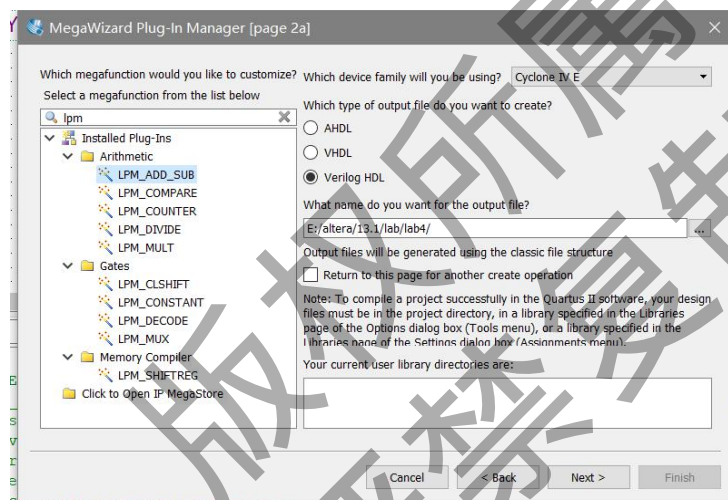 MegaWizard Plug-In Manager [page 2a]
Which megafunction would you like to customize?
Select a megafunction from the list below
lpm
Installed Plug-Ins
Arithmetic
LPM_ADD_SUB
LPM_COMPARE
LPM_COUNTER
LPM_DIVIDE
LPM_MULT
Gates
LPM_CLSHIFT
LPM_CONSTANT
LPM_DECODE
LPM_MUX
Memory Compiler
LPM_SHIFTREG
Click to Open IP MegaStore
Which device family will you be using?
Cyclone IV E
Which type of output file do you want to create?
AHDL
VHDL
Verilog HDL
What name do you want for the output file?
E:/altera/13.1/lab/lab4/
...
Output files will be generated using the classic file structure
Return to this page for another create operation
Note: To compile a project successfully in the Quartus II software, your design
files must be in the project directory, in a library specified in the Libraries
page of the Options dialog box (Tools menu), or a library specified in the
Libraries page of the Settings dialog box (Assignments menu).
Your current user library directories are:
Cancel
< Back
Next >
Finish
版权所属
严禁复制